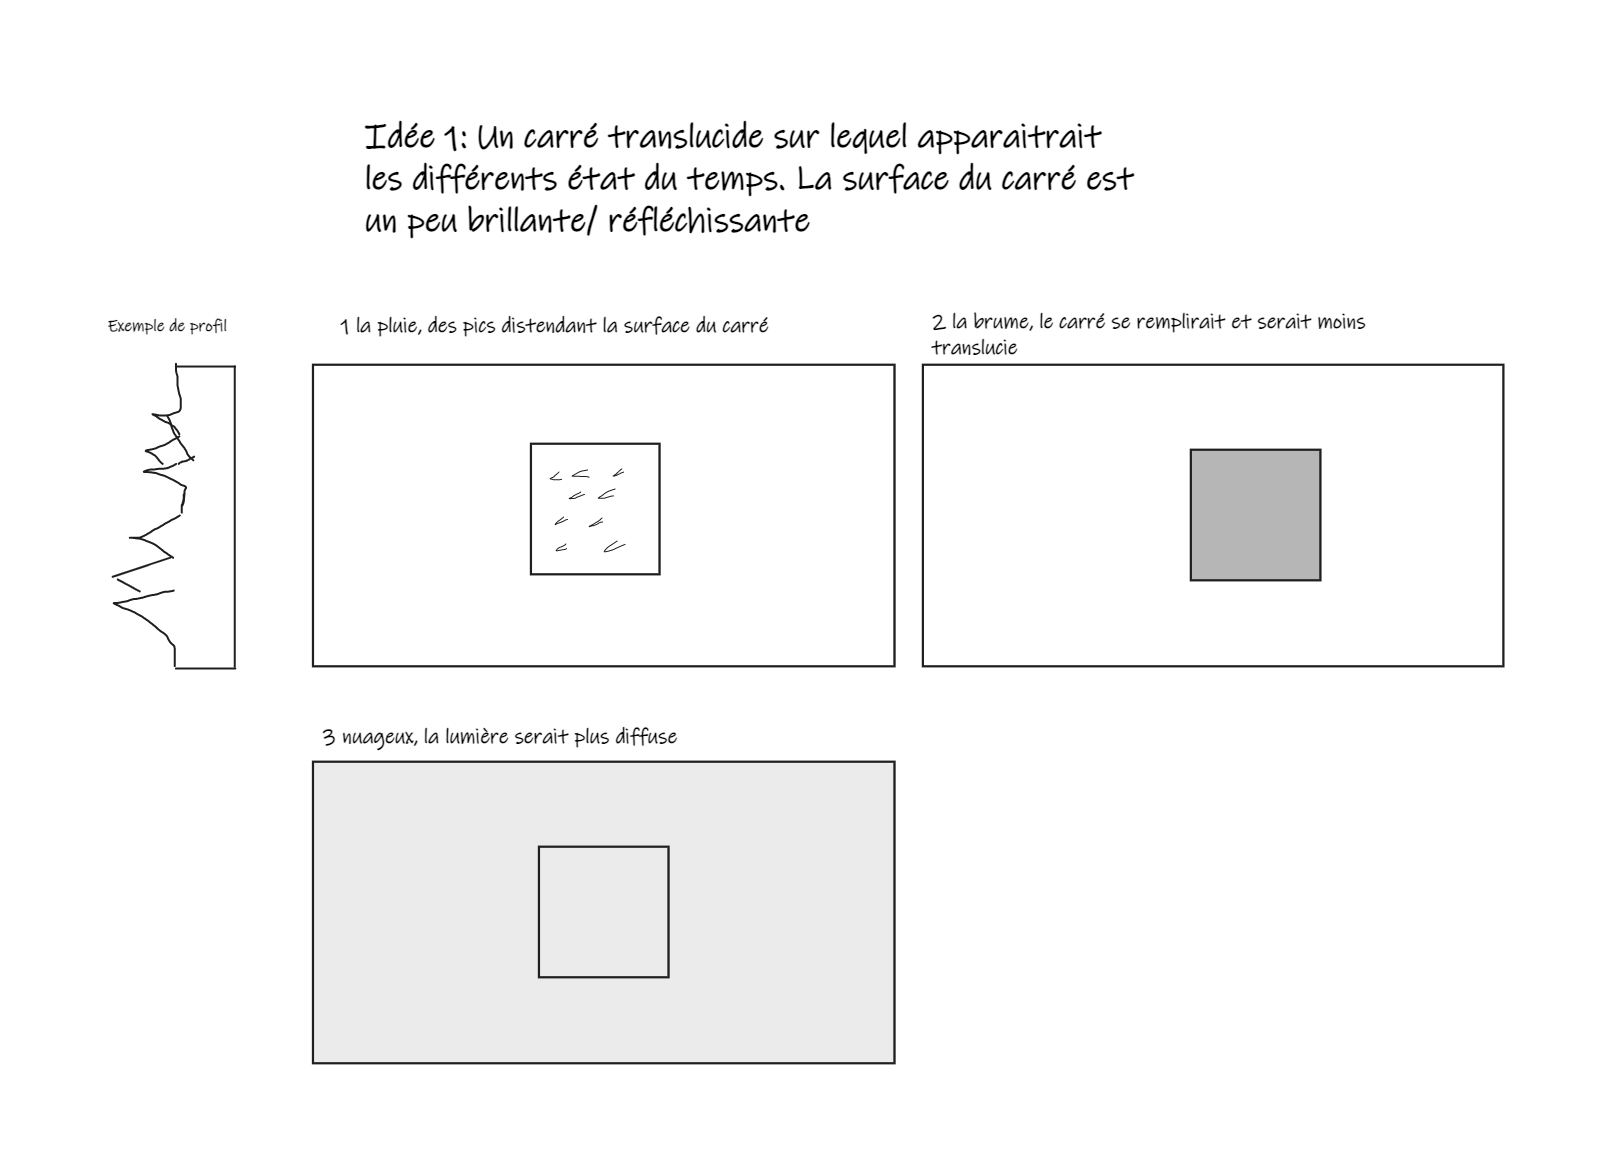 Idée 1: Un carré translucide sur lequel apparaitrait
les différents état du temps. La surface du carré est
un peu brillante/ réfléchissante
Exemple de profil
1 la pluie, des pics distendant la surface du carré
2 la brume, le carré se remplirait et serait moins
translucie
3 nuageux, la lumière serait plus diffuse